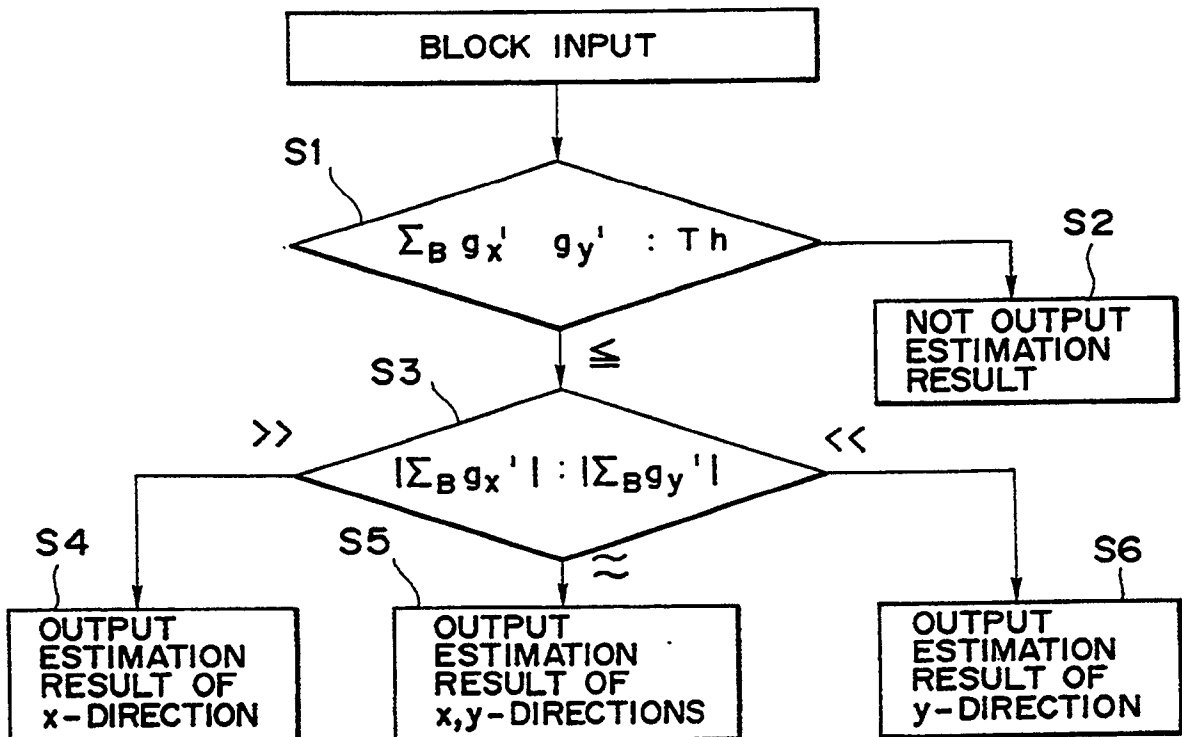 BLOCK INPUT
S1
Σ_B g_x' g_y' : Th
S2
NOT OUTPUT
ESTIMATION
RESULT
≦
S3
>>
<<
|Σ_B g_x'| : |Σ_B g_y'|
S4
S5
≈
S6
OUTPUT
ESTIMATION
RESULT OF
x-DIRECTION
OUTPUT
ESTIMATION
RESULT OF
x,y-DIRECTIONS
OUTPUT
ESTIMATION
RESULT OF
y-DIRECTION